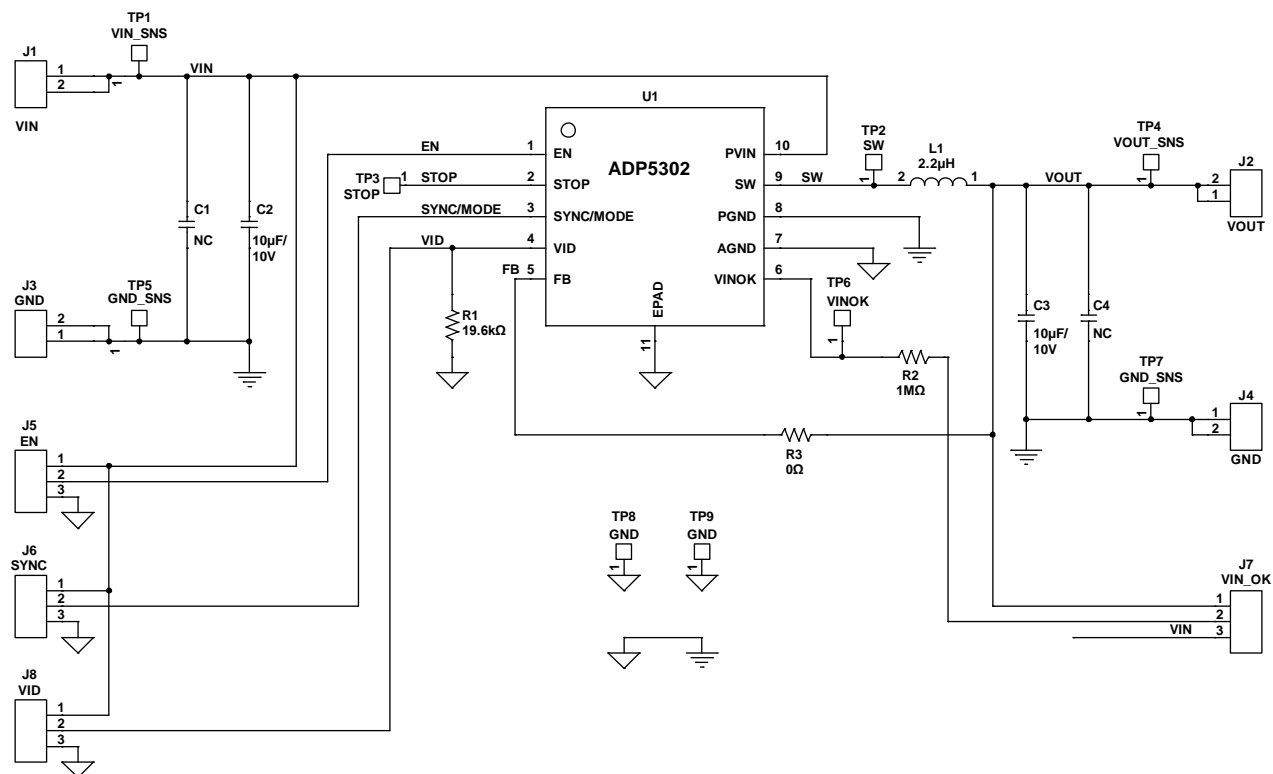 TP1
VIN_SNS
J1
1
2
1
VIN
VIN
C1
NC
C2
10µF/
10V
J3
GND
TP5
GND_SNS
2
1
1
U1
ADP5302
EN
1
EN
TP3
STOP
1
STOP
2
STOP
SYNC/MODE
3
SYNC/MODE
VID
4
VID
FB
5
FB
EPAD
11
PVIN
10
SW
9
SW
PGND
8
AGND
7
VINOK
6
TP2
SW
1
L1
2.2µH
2
1
VOUT
TP4
VOUT_SNS
1
J2
2
1
VOUT
R1
19.6kΩ
TP6
VINOK
1
R2
1MΩ
C3
10µF/
10V
C4
NC
TP7
GND_SNS
1
J4
1
2
GND
R3
0Ω
J5
EN
1
2
3
J6
SYNC
1
2
3
J8
VID
1
2
3
TP8
GND
1
TP9
GND
1
J7
VIN_OK
1
2
VIN
3